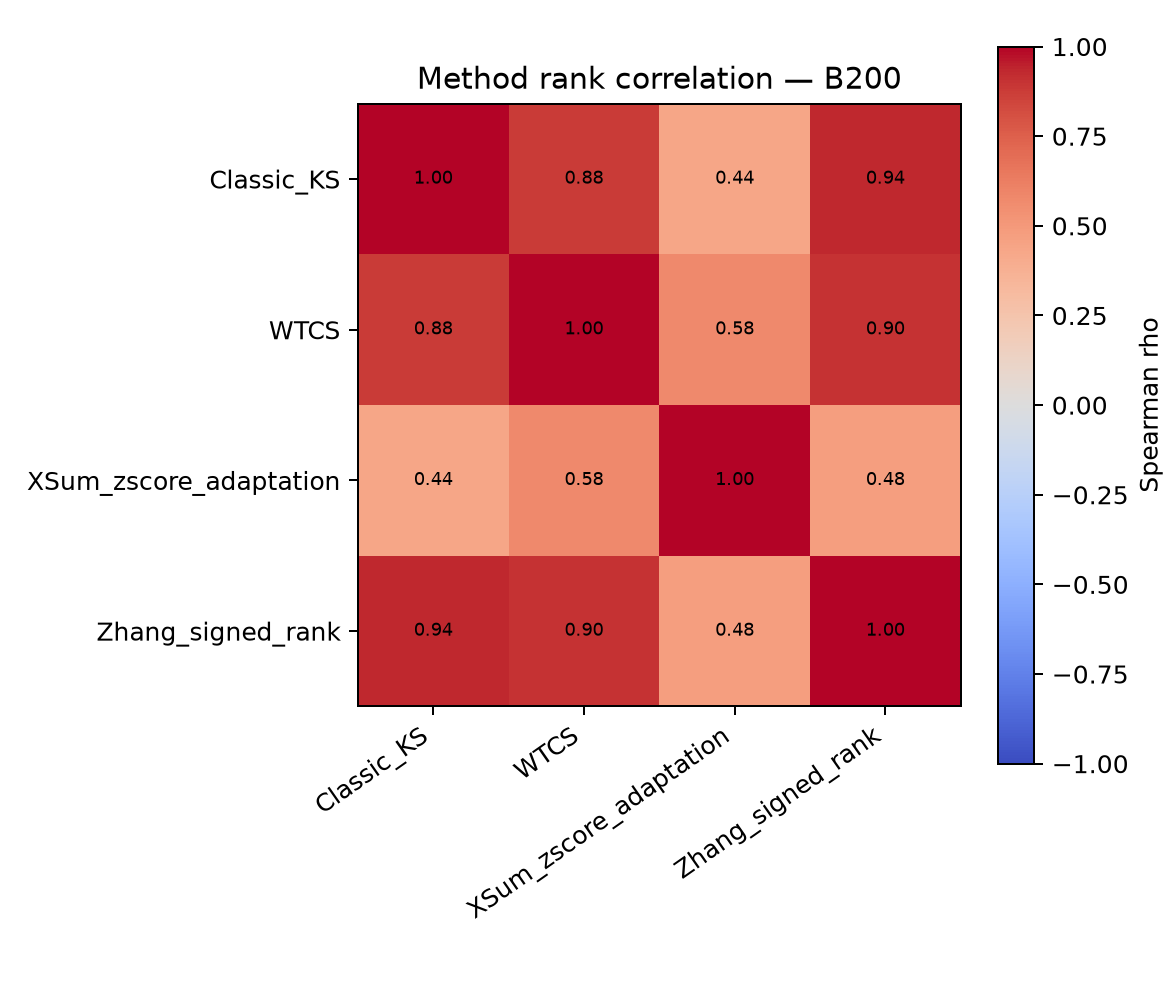 Method rank correlation — B200
Classic_KS
1.00 0.88 0.44 0.94
WTCS
0.88 1.00 0.58 0.90
XSum_zscore_adaptation
0.44 0.58 1.00 0.48
Zhang_signed_rank
0.94 0.90 0.48 1.00
Classic_KS
WTCS
XSum_zscore_adaptation
Zhang_signed_rank
1.00
0.75
0.50
0.25
0.00
−0.25
−0.50
−0.75
−1.00
Spearman rho